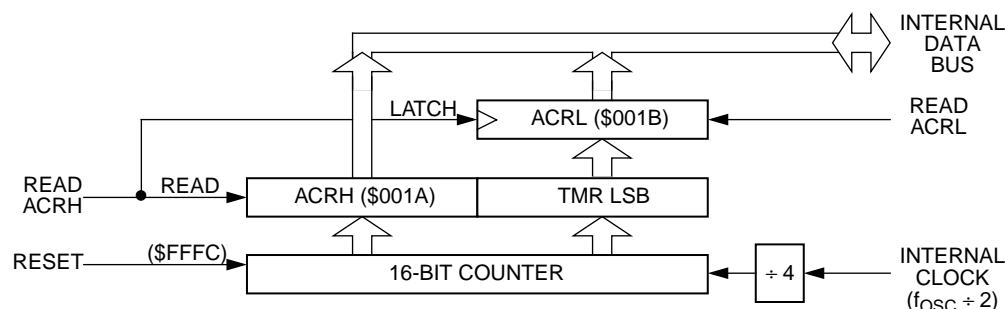 INTERNAL
DATA
BUS
LATCH
ACRL ($001B)
READ
ACRL
READ
ACRH
READ
ACRH ($001A)
TMR LSB
RESET
($FFFC)
16-BIT COUNTER
÷ 4
INTERNAL
CLOCK
(fOSC ÷ 2)